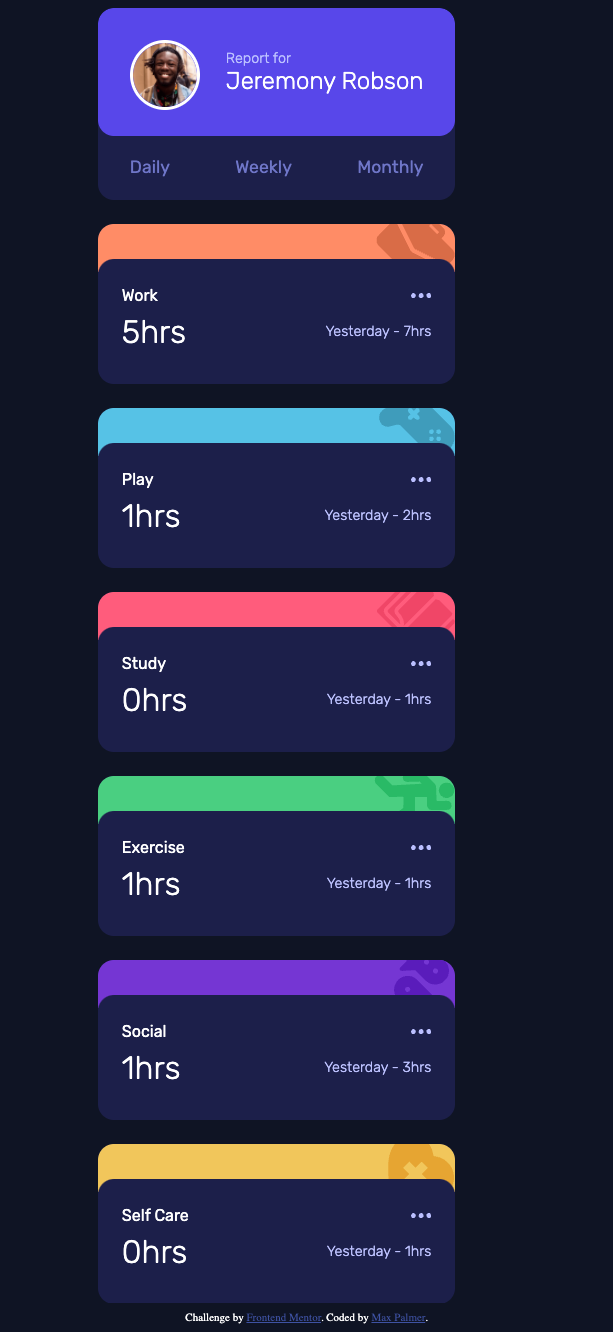 Report for
Jeremony Robson
Daily Weekly Monthly
Work
5hrs Yesterday - 7hrs
Play
1hrs Yesterday - 2hrs
Study
0hrs Yesterday - 1hrs
Exercise
1hrs Yesterday - 1hrs
Social
1hrs Yesterday - 3hrs
Self Care
0hrs Yesterday - 1hrs
Challenge by Frontend Mentor. Coded by Max Palmer.